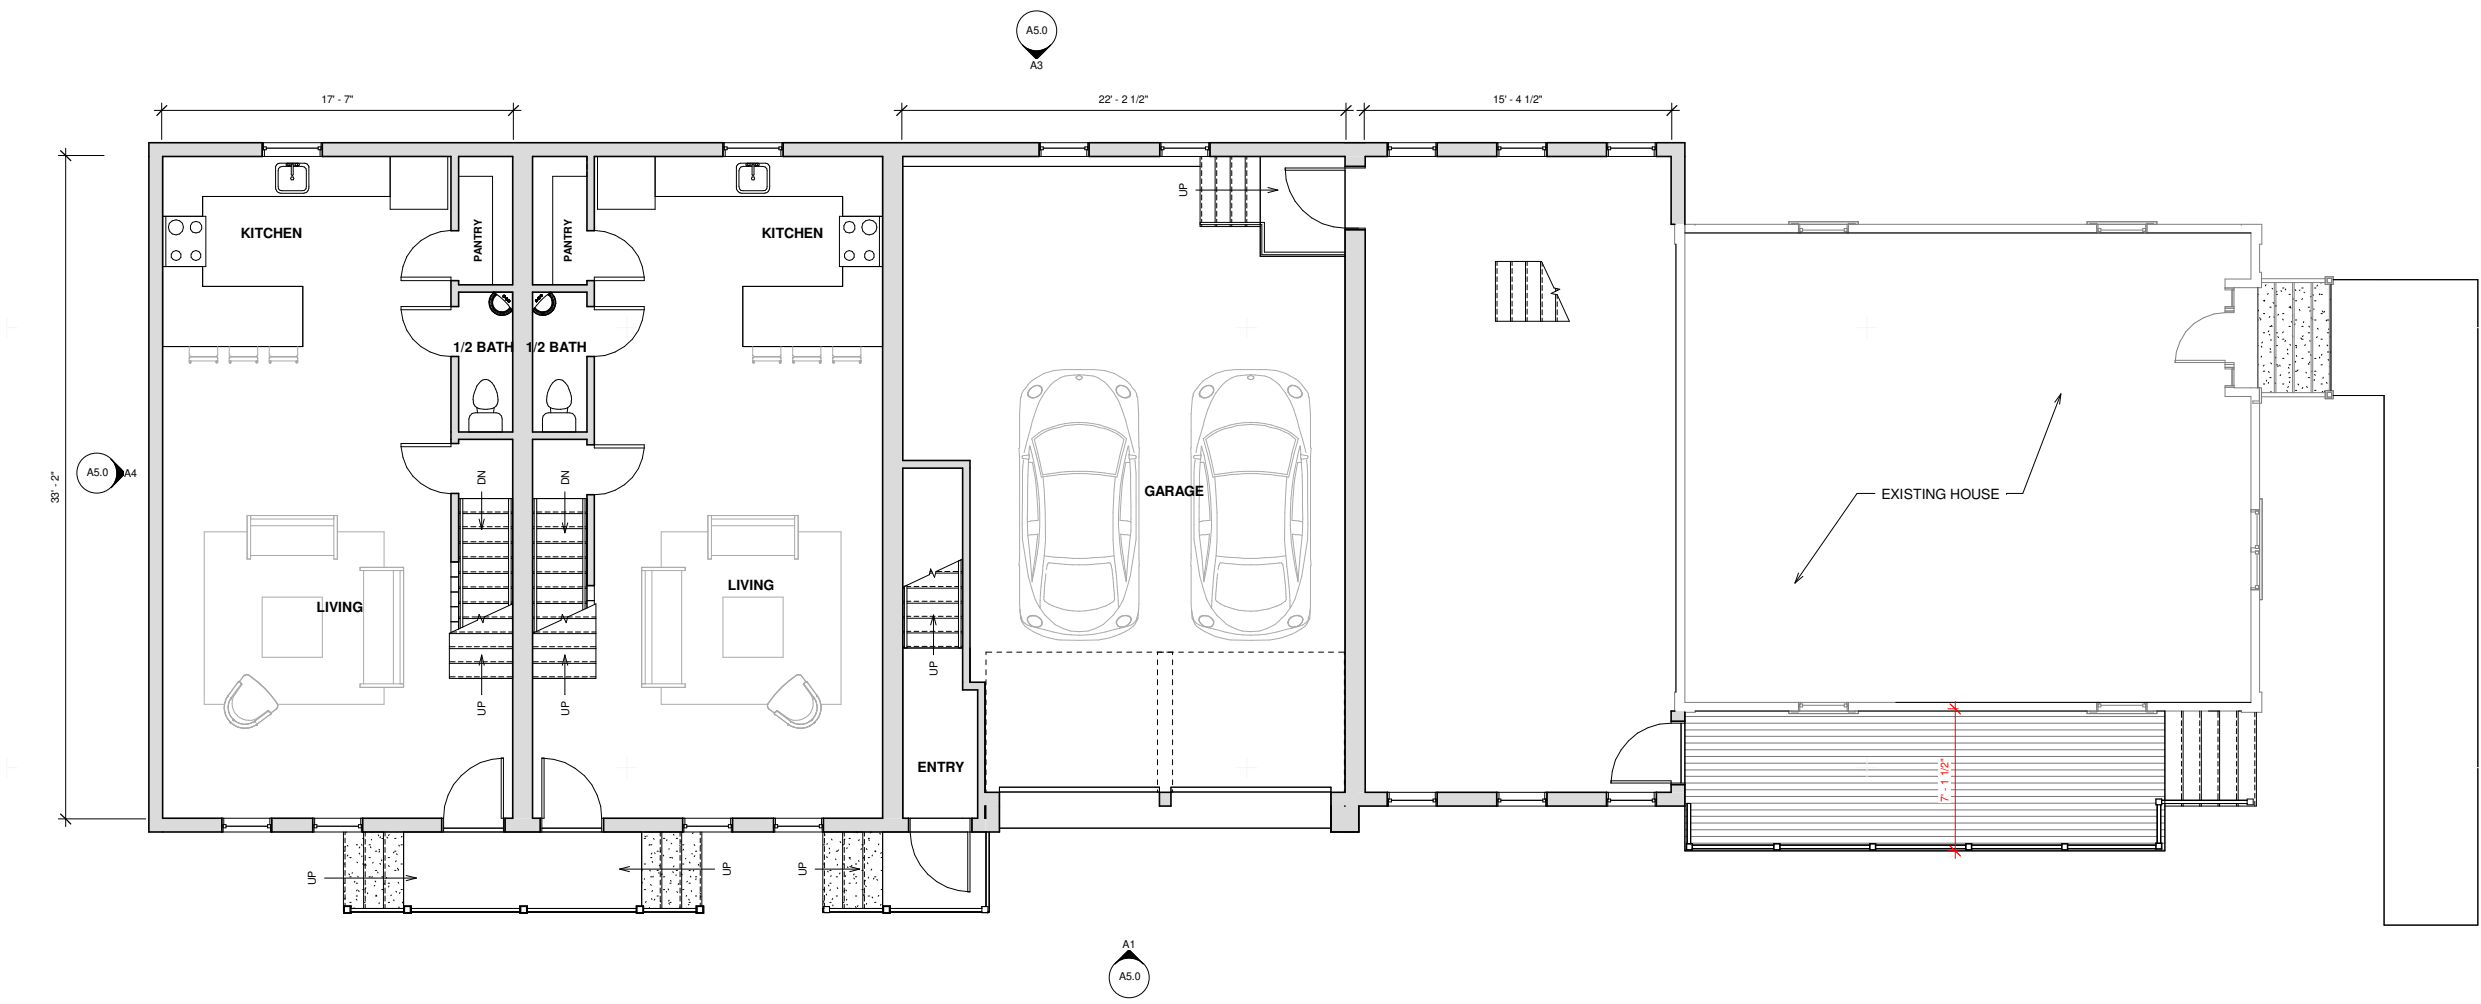 A5.0
A3
17' - 7"
22' - 2 1/2"
15' - 4 1/2"
UP
KITCHEN
PANTRY
PANTRY
KITCHEN
1/2 BATH
1/2 BATH
A5.0
A4
33' - 2"
DN
DN
GARAGE
EXISTING HOUSE
LIVING
LIVING
UP
UP
UP
ENTRY
7' - 1 1/2"
UP
UP
UP
A1
A5.0